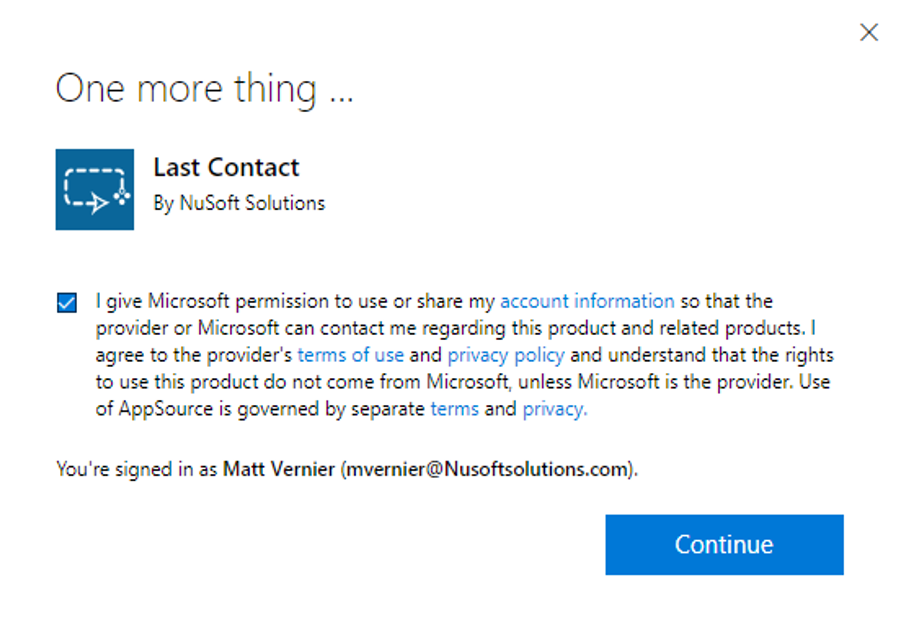 One more thing ...
Last Contact
By NuSoft Solutions
I give Microsoft permission to use or share my account information so that the
provider or Microsoft can contact me regarding this product and related products. I
agree to the provider's terms of use and privacy policy and understand that the rights
to use this product do not come from Microsoft, unless Microsoft is the provider. Use
of AppSource is governed by separate terms and privacy.
You're signed in as Matt Vernier (mvernier@Nusoftsolutions.com).
Continue